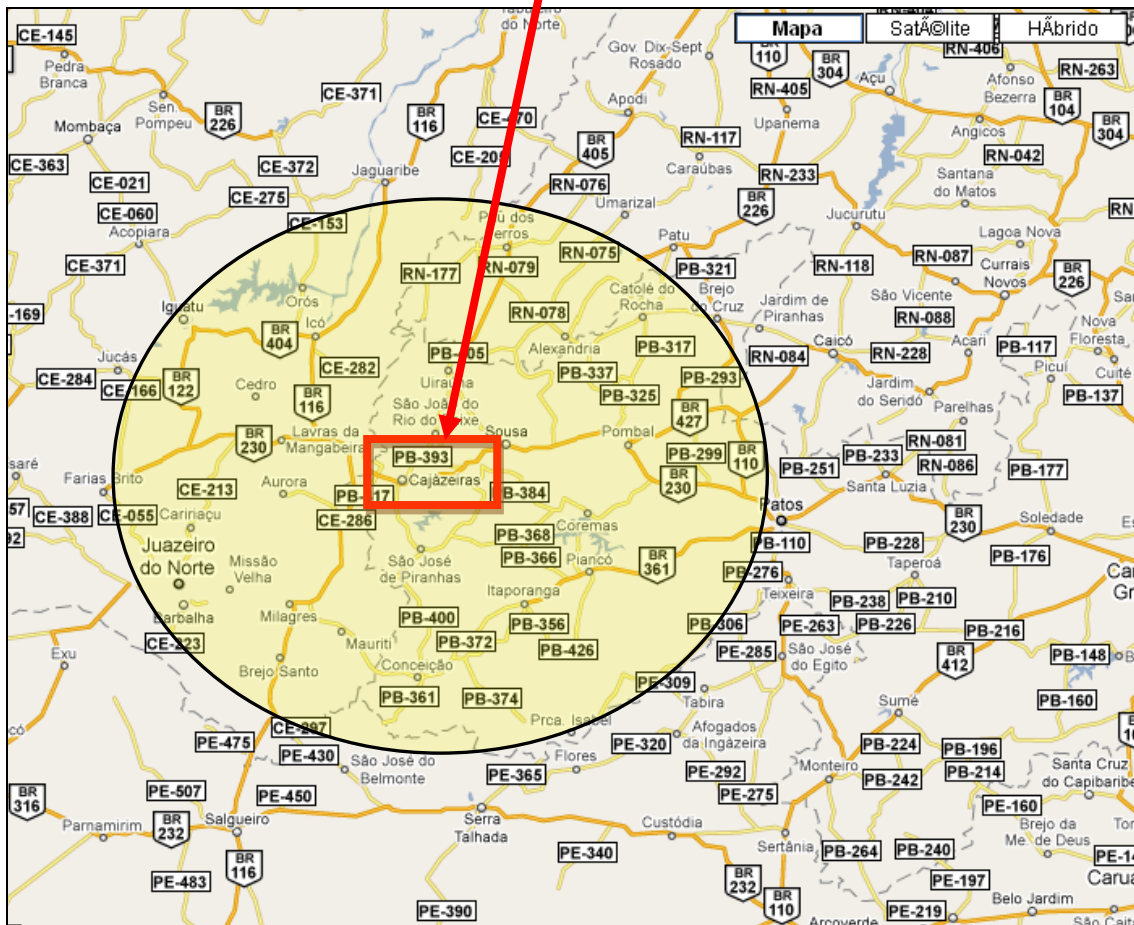 Tabuleiro
do Norte
CE-145
Pedra
Branca
Sen.
Pompeu
BR
226
CE-371
BR
116
CE-470
Gov. Dix-Sept
Rosado
Mapa
SatÃ©lite
HÃbrido
BR
110
BR
304
RN-406
Açu
Afonso
Bezerra
RN-263
RN-405
Upanema
BR
104
BR
304
Angicos
Apodi
Mombaça
CE-363
CE-021
CE-372
CE-275
Jaguaribe
BR
405
RN-117
Caraúbas
RN-076
RN-233
RN-042
Santana
do Matos
CE-060
Acopiara
CE-153
Umarizal
BR
226
Jucurutu
RN
Lagoa Nova
CE-371
Patu
RN-075
RN-079
RN-177
PB-321
RN-118
RN-087
Currais
Novos
BR
226
Iguatu
Orós
Catolé do
Rocha
Brejo
do Cruz
Jardim de
Piranhas
São Vicente
RN-088
-169
RN-078
Icó
BR
404
Alexandria
PB-317
RN-084
Caicó
RN-228
Acari
PB-117
Nova
Floresta
Jucás
CE-284
CE-166
BR
122
CE-282
Uiraúna
PB-337
PB-293
Picuí
Cuité
PB-137
Cedro
BR
116
PB-325
BR
427
Jardim
do Seridó
Parelhas
Lavras da
Mangabeira
BR
230
São João do
Rio do Peixe
Sousa
Pombal
PB-299
BR
110
RN-081
RN-086
PB-251
PB-233
PB-177
Farias Brito
PB-393
Cajàzeiras
BR
230
Santa Luzia
CE-213
Aurora
PB-384
Patos
BR
230
Soledade
CE-388
CE-055
Caririaçu
CE-286
Coremas
PB-368
PB-366
PB-110
PB-228
PB-176
Juazeiro
do Norte
Missão
Velha
São José
de Piranhas
Piancó
BR
361
PB-276
Taperoá
Teixeira
Itaporanga
PB-238
PB-210
Barbalha
Milagres
PB-400
PB-356
PB-306
PE-263
PB-226
PB-216
CE-223
Mauriti
PB-372
PB-426
PE-285
São José
do Egito
BR
412
PB-148
Exu
Brejo Santo
Conceição
PB-361
PB-374
PE-309
Tabira
Sumé
PB-160
CE-297
Prca. Isabel
PE-475
PE-430
São José do
Belmonte
Flores
PE-320
Afogados
da Ingàzeira
PB-224
PB-196
PE-365
PE-292
Monteiro
PB-242
PB-214
Santa Cruz
do Capibaribe
BR
316
PE-507
PE-450
PE-275
PE-160
Parnamirim
BR
232
Salgueiro
Serra
Talhada
Custódia
Sertânia
Brejo da
Me. de Deus
PE-340
PB-264
PB-240
PE-483
BR
116
BR
232
PE-197
PE-390
BR
110
PE-219
Belo Jardim
Arcoverde